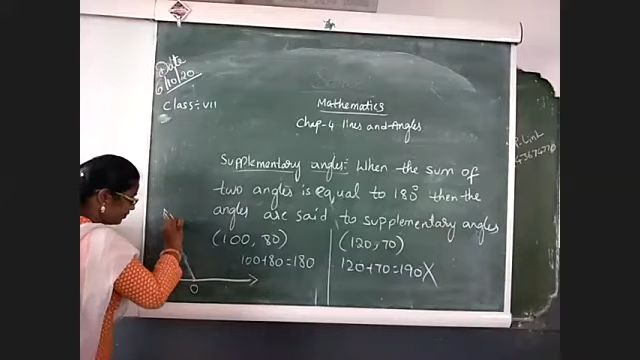 Date
6/10/20
Class:- VII
Mathematics
Chap-4 lines and Angles
Supplementary angles:- When the sum of
two angles is equal to 180° then the
angles are said to supplementary angles
(100, 80)
100+80=180
(120, 70)
120+70=190X
O